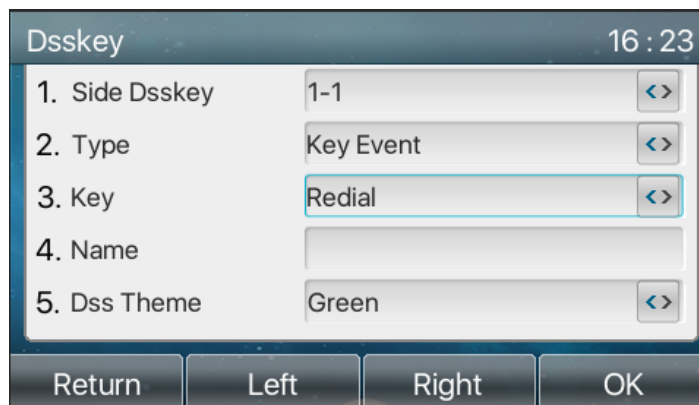 Dsskey 16:23
1. Side Dsskey 1-1 <>
2. Type Key Event <>
3. Key Redial <>
4. Name
5. Dss Theme Green <>
Return Left Right OK